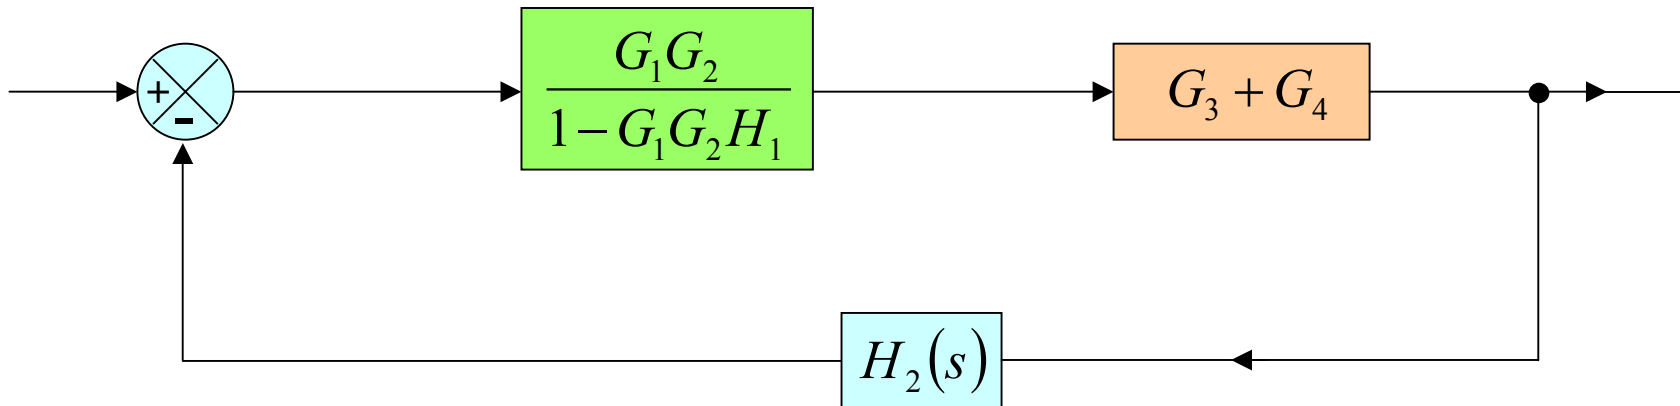 +
-
G₁G₂
1 − G₁G₂H₁
G₃ + G₄
H₂(s)